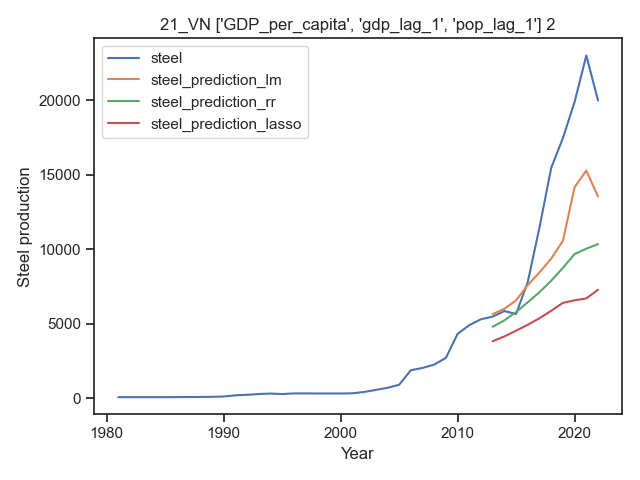 21_VN ['GDP_per_capita', 'gdp_lag_1', 'pop_lag_1'] 2
steel
steel_prediction_lm
steel_prediction_rr
steel_prediction_lasso
Steel production
20000
15000
10000
5000
0
1980
1990
2000
2010
2020
Year